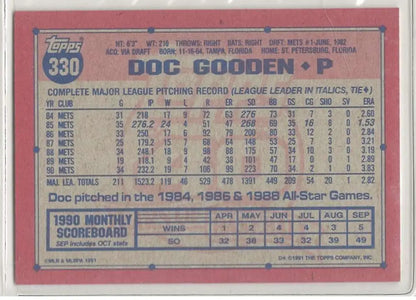 Topps
330
HT: 6'3" WT: 210 THROWS: RIGHT BATS: RIGHT DRAFT: METS #1-JUNE, 1982
ACQ: VIA DRAFT BORN: 11-16-64, TAMPA, FLORIDA HOME: ST. PETERSBURG, FLORIDA
DOC GOODEN • P
COMPLETE MAJOR LEAGUE PITCHING RECORD (LEAGUE LEADER IN ITALICS, TIE♦)
YR CLUB G IP W L R ER SO BB GS CG SHO SV ERA
84 METS 31 218 17 9 72 63 276 73 31 7 3 0 2.60
85 METS 35 276.2 24 4 51 47 268 69 35 16 8 0 1.53
86 METS 33 250 17 6 92 79 200 80 33 12 2 0 2.84
87 METS 25 179.2 15 7 68 64 148 53 25 7 3 0 3.21
88 METS 34 248.1 18 9 98 88 175 57 34 10 3 0 3.19
89 METS 19 118.1 9 4 42 38 101 47 17 0 0 1 2.89
90 METS 34 232.2 19 7 106 99 223 70 34 2 1 0 3.83
MAJ. LEA. TOTALS 211 1523.2 119 46 529 478 1391 449 209 54 20 1 2.82
Doc pitched in the 1984, 1986 & 1988 All-Star Games.
1990 MONTHLY SCOREBOARD
SEP includes OCT stats
APR MAY JUN JUL AUG SEP
WINS 1 2 4 4 3 5
SO 32 38 36 33 35 49
©MLB & MLBPA 1991
©1991 THE TOPPS COMPANY, INC.